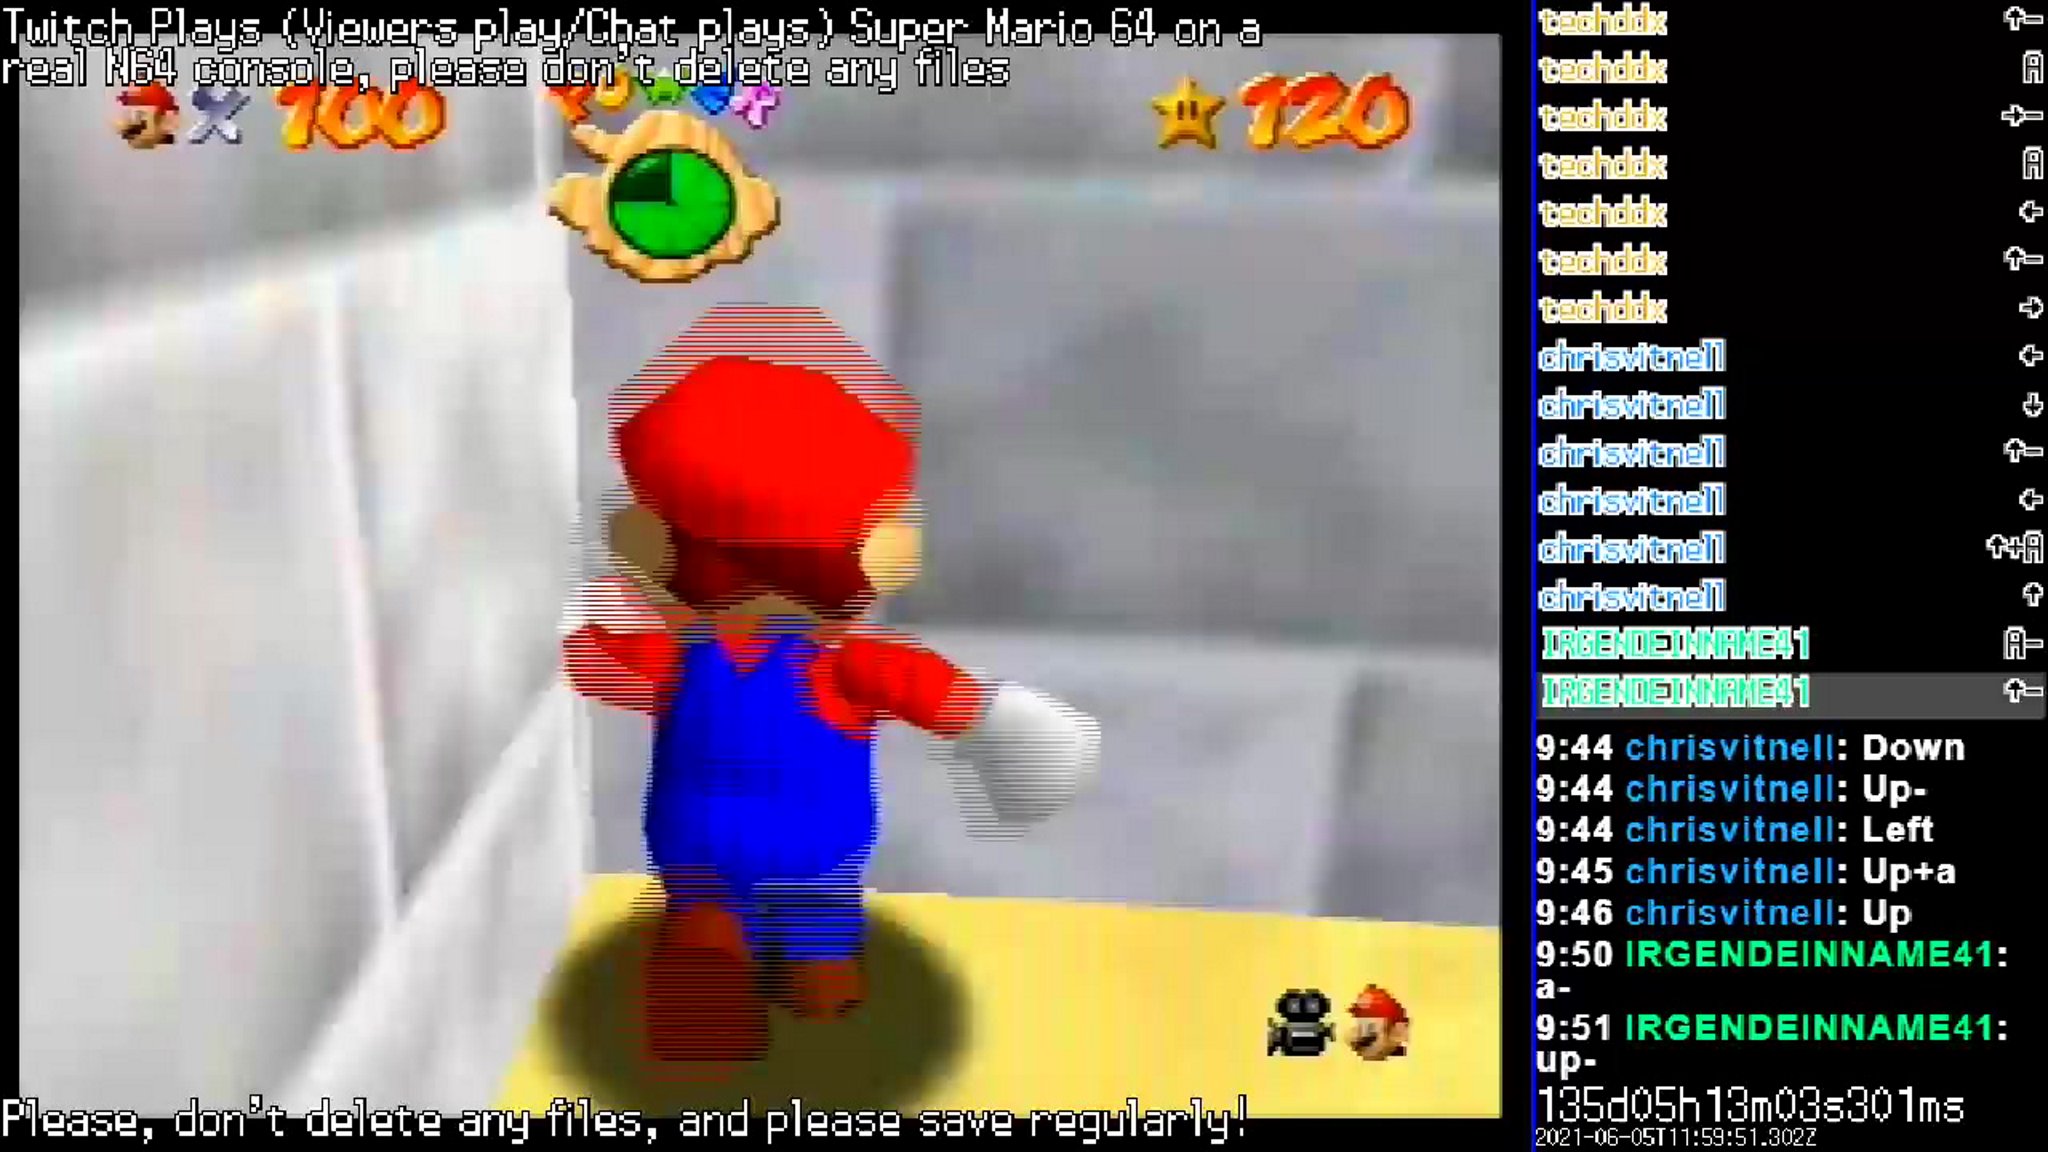 Twitch Plays (Viewers play/Chat plays) Super Mario 64 on a
real N64 console, please don't delete any files
100
120
Please, don't delete any files, and please save regularly!
techddx ↑-
techddx A
techddx →-
techddx A
techddx ←
techddx ↑-
techddx →
chrisvitnell ←
chrisvitnell ↓
chrisvitnell ↑-
chrisvitnell ←
chrisvitnell ↑+A
chrisvitnell ↑
IRGENDEINNAME41 A-
IRGENDEINNAME41 ↑-
9:44 chrisvitnell: Down
9:44 chrisvitnell: Up-
9:44 chrisvitnell: Left
9:45 chrisvitnell: Up+a
9:46 chrisvitnell: Up
9:50 IRGENDEINNAME41:
a-
9:51 IRGENDEINNAME41:
up-
135d05h13m03s301ms
2021-06-05T11:59:51.302Z